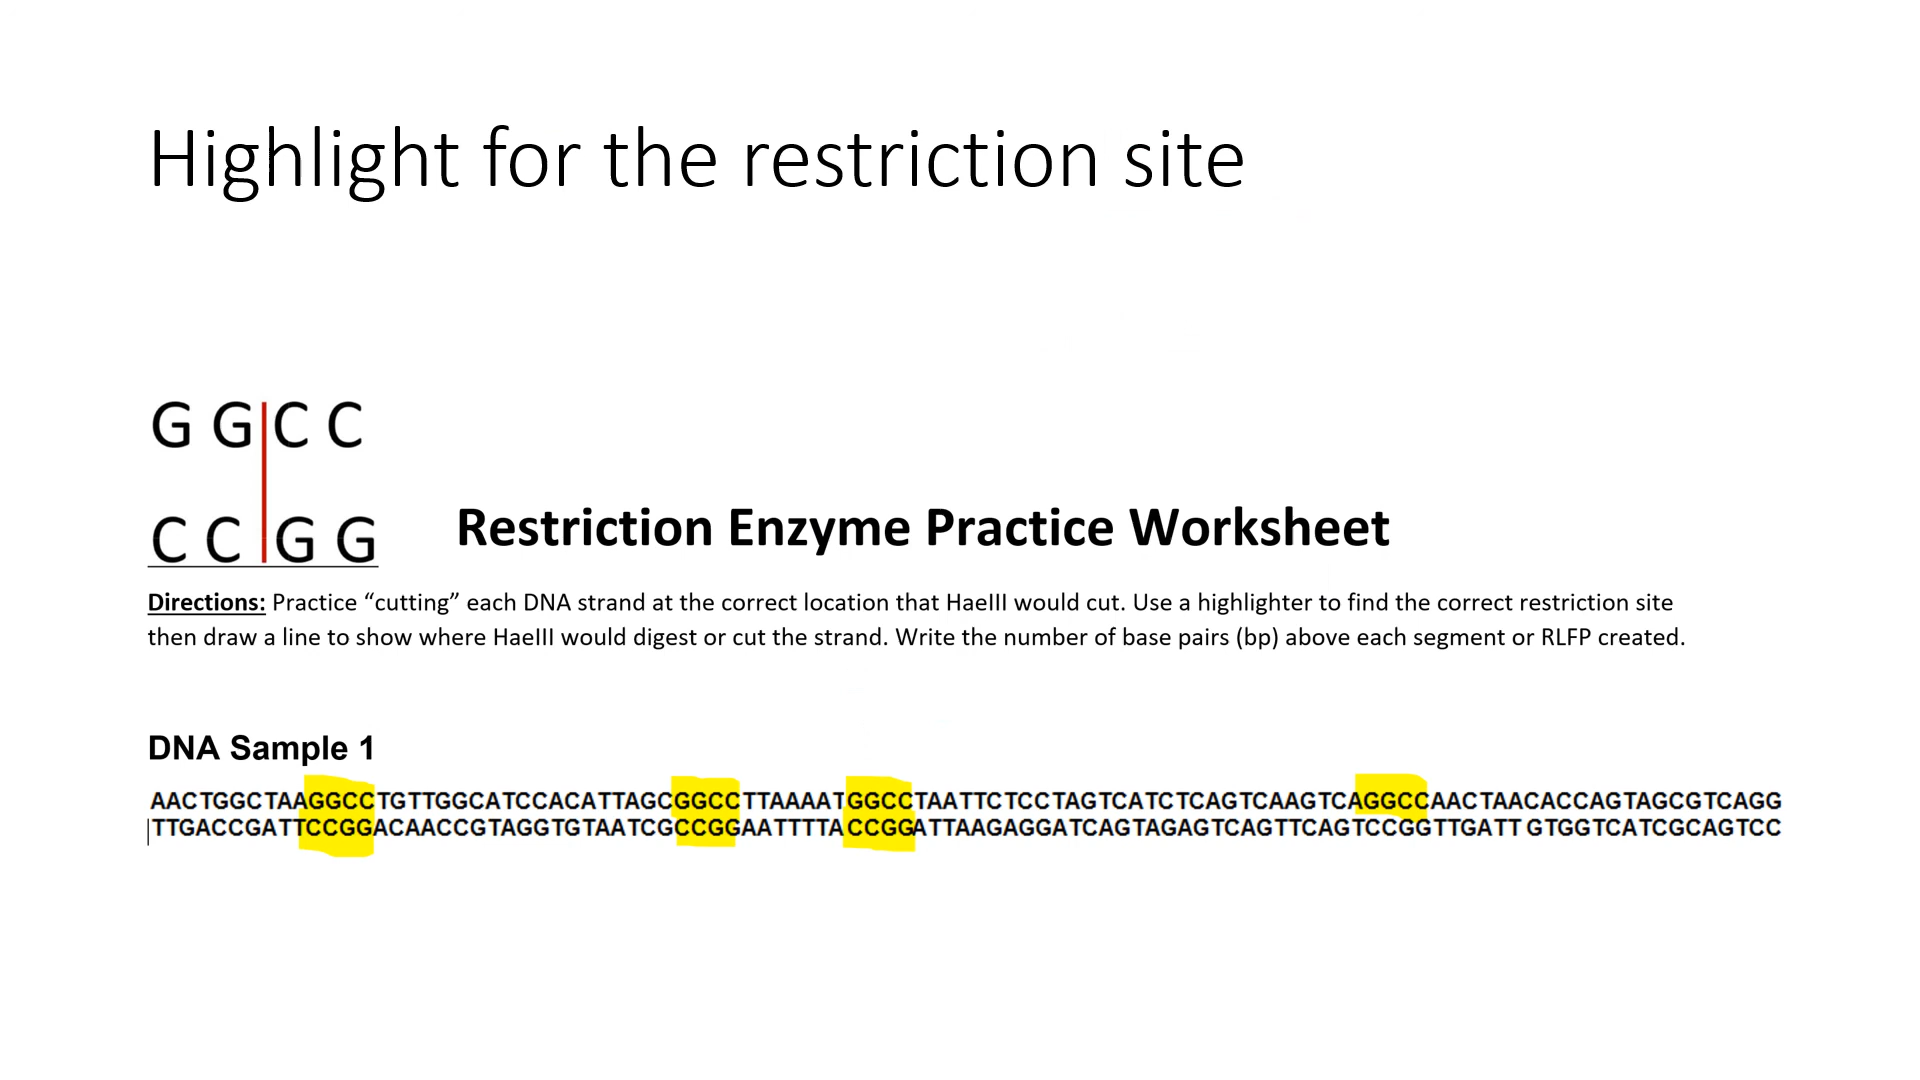 Highlight for the restriction site
G G C C
C C G G
Restriction Enzyme Practice Worksheet
Directions: Practice “cutting” each DNA strand at the correct location that HaeIII would cut. Use a highlighter to find the correct restriction site
then draw a line to show where HaeIII would digest or cut the strand. Write the number of base pairs (bp) above each segment or RLFP created.
DNA Sample 1
AACTGGCTAAGGCCTGTTGGCATCCACATTAGCGGCCTTAAAATGGCCTAATTCTCCTAGTCATCTCAGTCAAGTCAGGCCAACTAACACCAGTAGCGTCAGG
TTGACCGATTCCGGACAACCGTAGGTGTAATCGCCGGAATTTTACCGGATTAAGAGGATCAGTAGAGTCAGTTCAGTCCGGTTGATT GTGGTCATCGCAGTCC